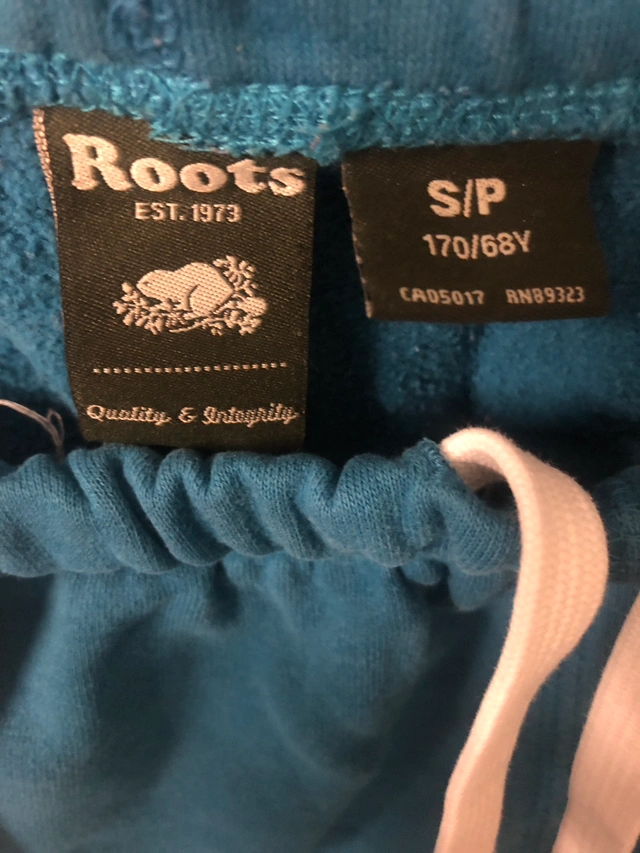 Roots
EST. 1973
Quality & Integrity
S/P
170/68Y
CA05017 RN89323